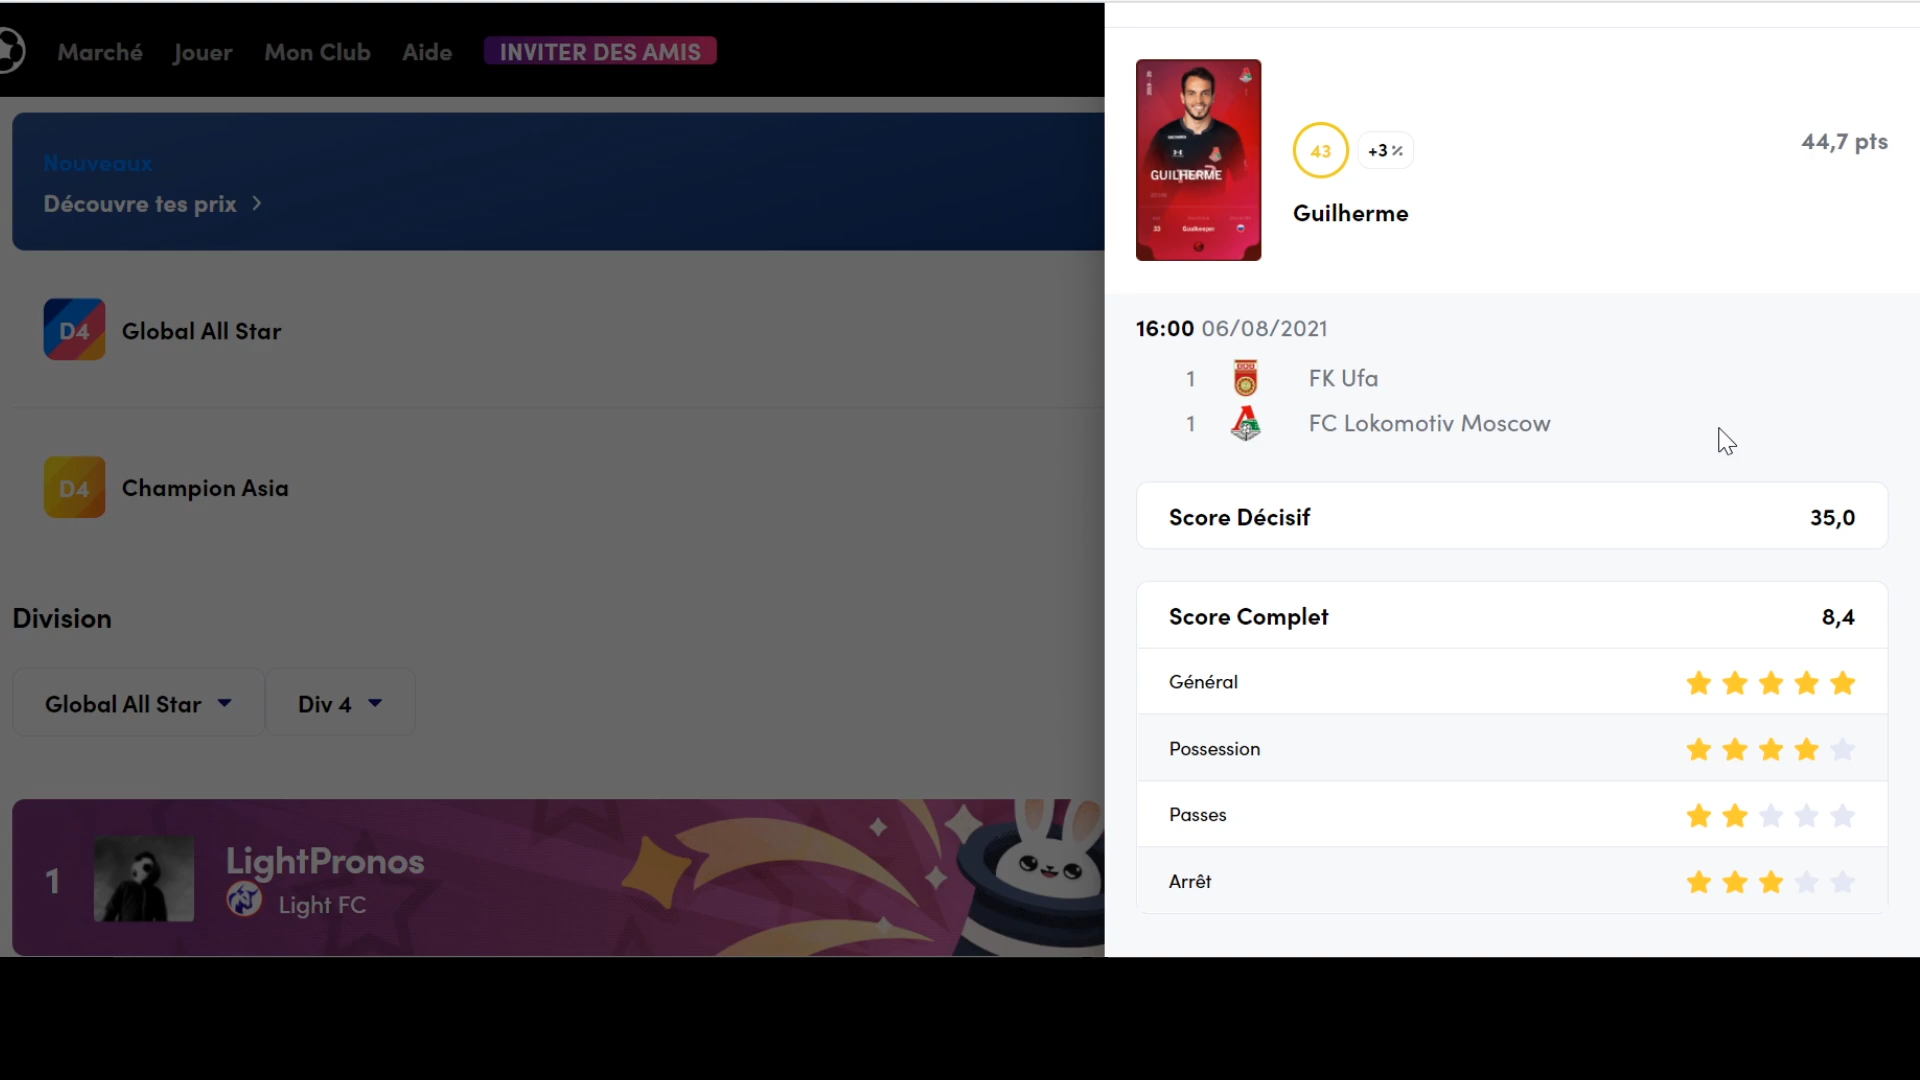 Marché Jouer Mon Club Aide INVITER DES AMIS
Nouveaux
Découvre tes prix
D4 Global All Star
D4 Champion Asia
Division
Global All Star Div 4
1 LightPronos
Light FC
GUILHERME
33 Goalkeeper
43 +3%
44,7 pts
Guilherme
16:00 06/08/2021
1 FK Ufa
1 FC Lokomotiv Moscow
Score Décisif 35,0
Score Complet 8,4
Général
Possession
Passes
Arrêt